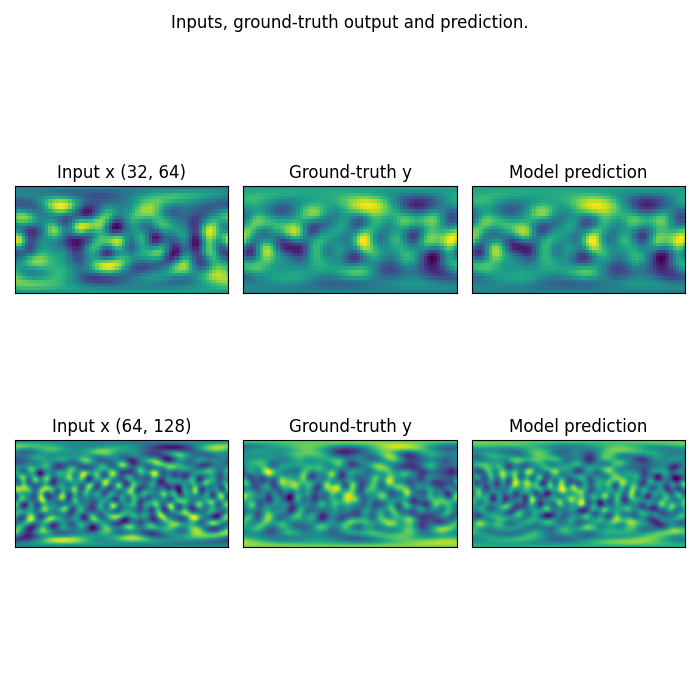 Inputs, ground-truth output and prediction.
Input x (32, 64)
Ground-truth y
Model prediction
Input x (64, 128)
Ground-truth y
Model prediction